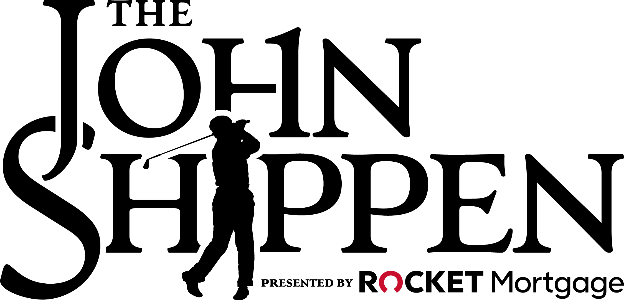 THE
JOHN
SHIPPEN
PRESENTED BY ROCKET Mortgage